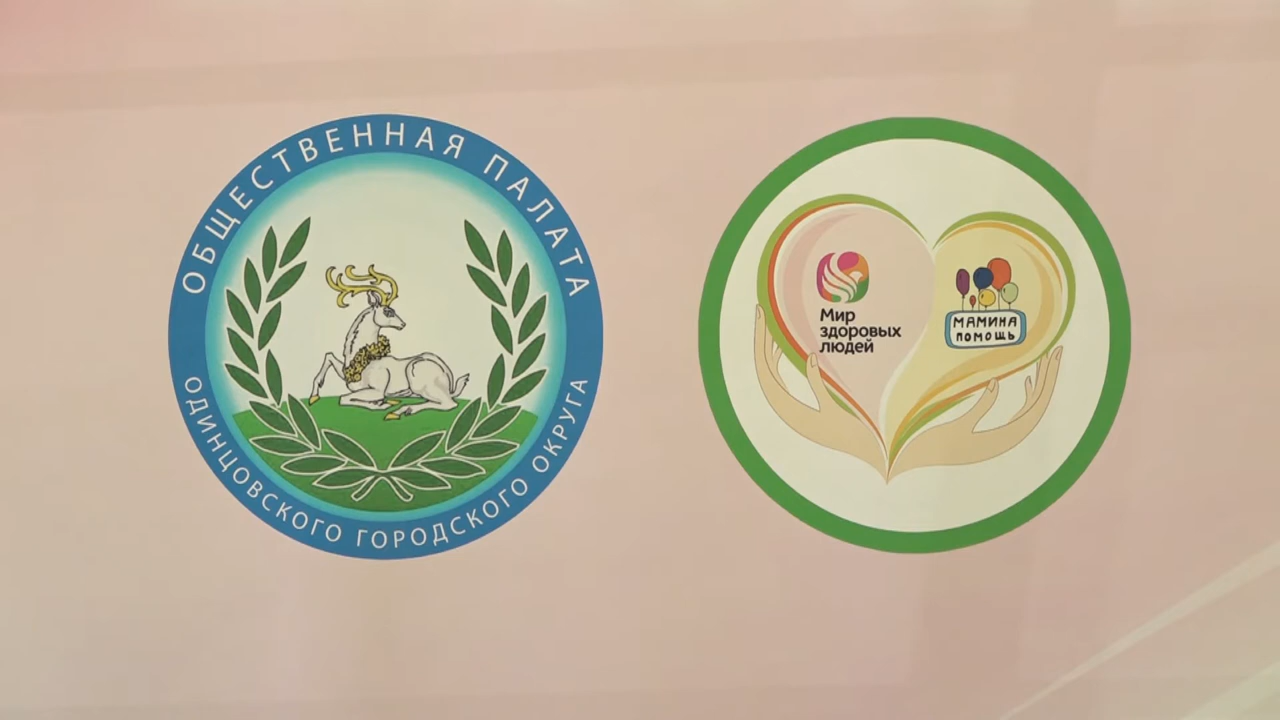 ОБЩЕСТВЕННАЯ ПАЛАТА
ОДИНЦОВСКОГО ГОРОДСКОГО ОКРУГА
Мир
здоровых
людей
МАМИНА
ПОМОЩЬ